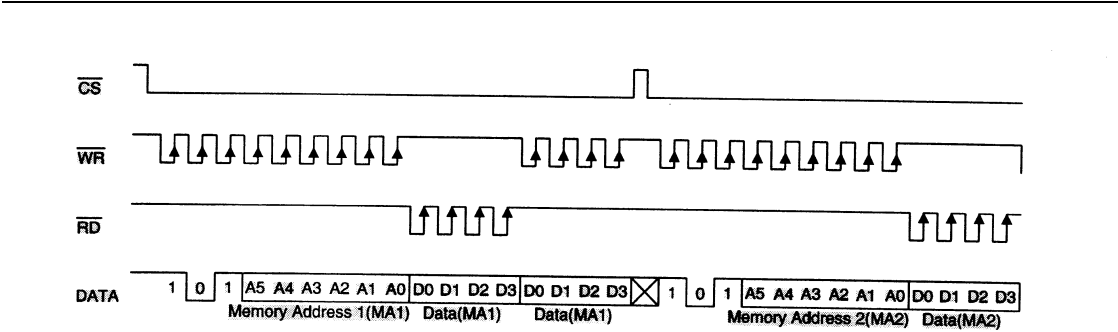 CS
WR
RD
DATA 1 0 1 A5 A4 A3 A2 A1 A0 D0 D1 D2 D3 D0 D1 D2 D3 1 0 1 A5 A4 A3 A2 A1 A0 D0 D1 D2 D3
Memory Address 1(MA1) Data(MA1) Data(MA1) Memory Address 2(MA2) Data(MA2)